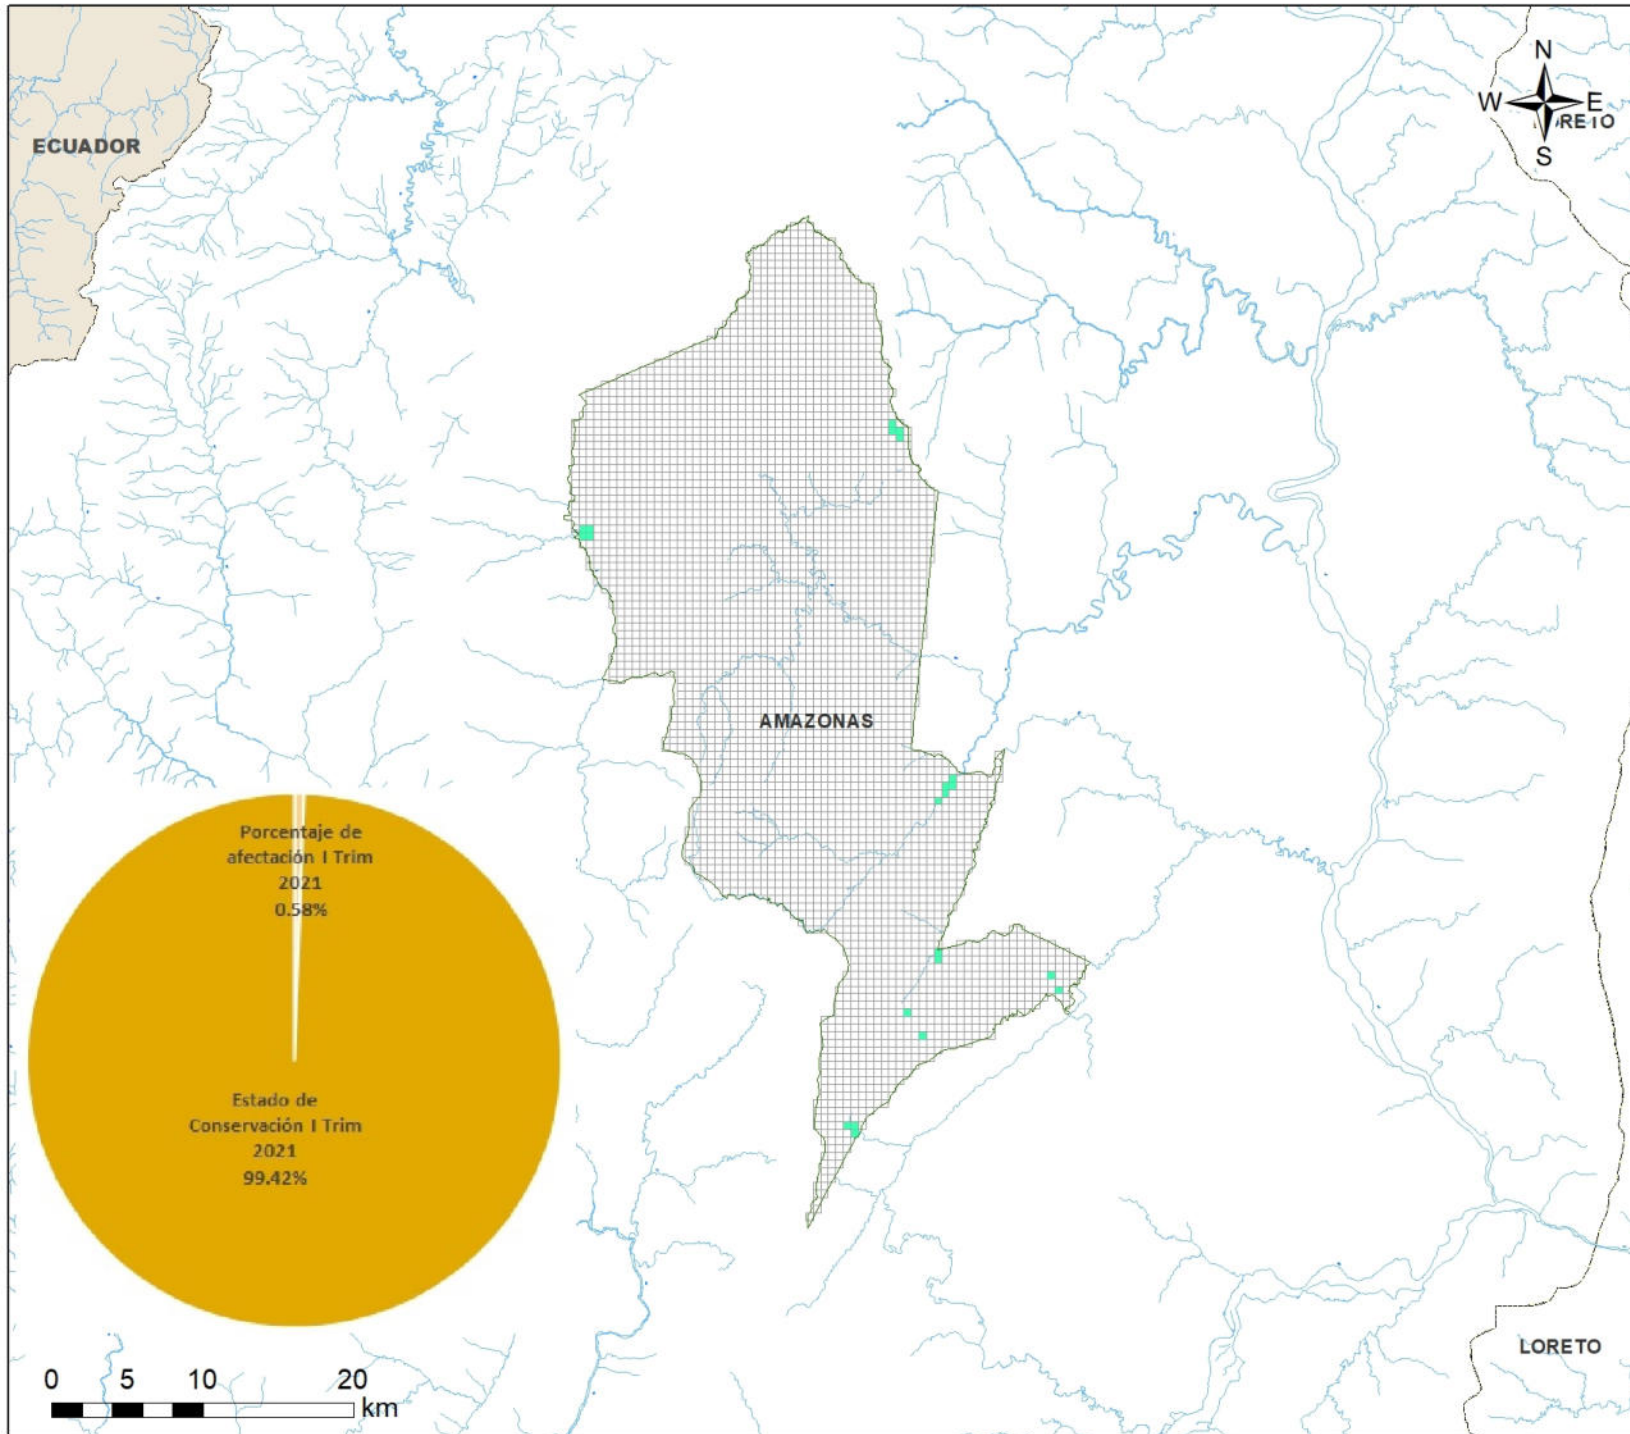 N
W E
S
ECUADOR
AMAZONAS
Porcentaje de
afectación I Trim
2021
0.58%
Estado de
Conservación I Trim
2021
99.42%
LORETO
0 5 10 20
km